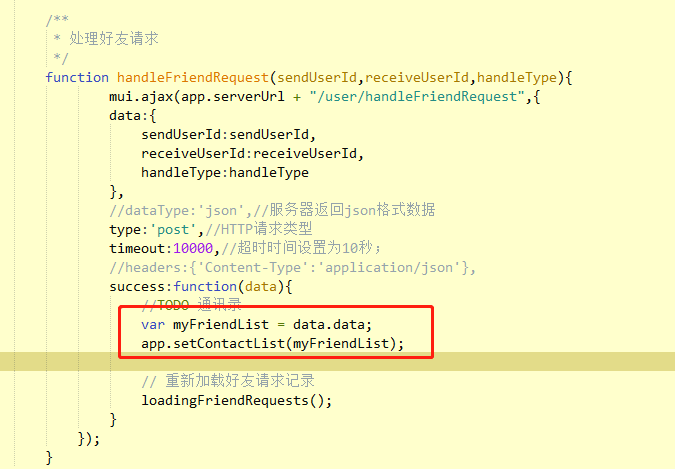 /**
* 处理好友请求
*/
function handleFriendRequest(sendUserId,receiveUserId,handleType){
mui.ajax(app.serverUrl + "/user/handleFriendRequest",{
data:{
sendUserId:sendUserId,
receiveUserId:receiveUserId,
handleType:handleType
},
//dataType:'json',//服务器返回json格式数据
type:'post',//HTTP请求类型
timeout:10000,//超时时间设置为10秒；
//headers:{'Content-Type':'application/json'},
success:function(data){
//TODO 通讯录
var myFriendList = data.data;
app.setContactList(myFriendList);
// 重新加载好友请求记录
loadingFriendRequests();
}
});
}